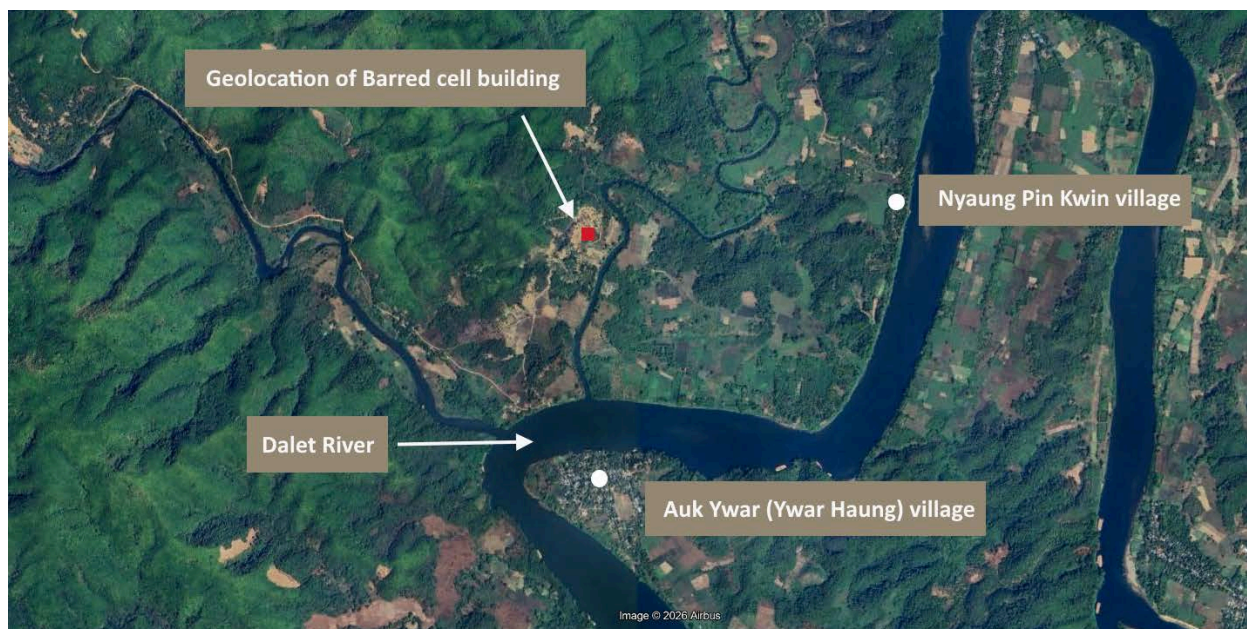 Geolocation of Barred cell building
Nyaung Pin Kwin village
Dalet River
Auk Ywar (Ywar Haung) village
Image © 2026 Airbus